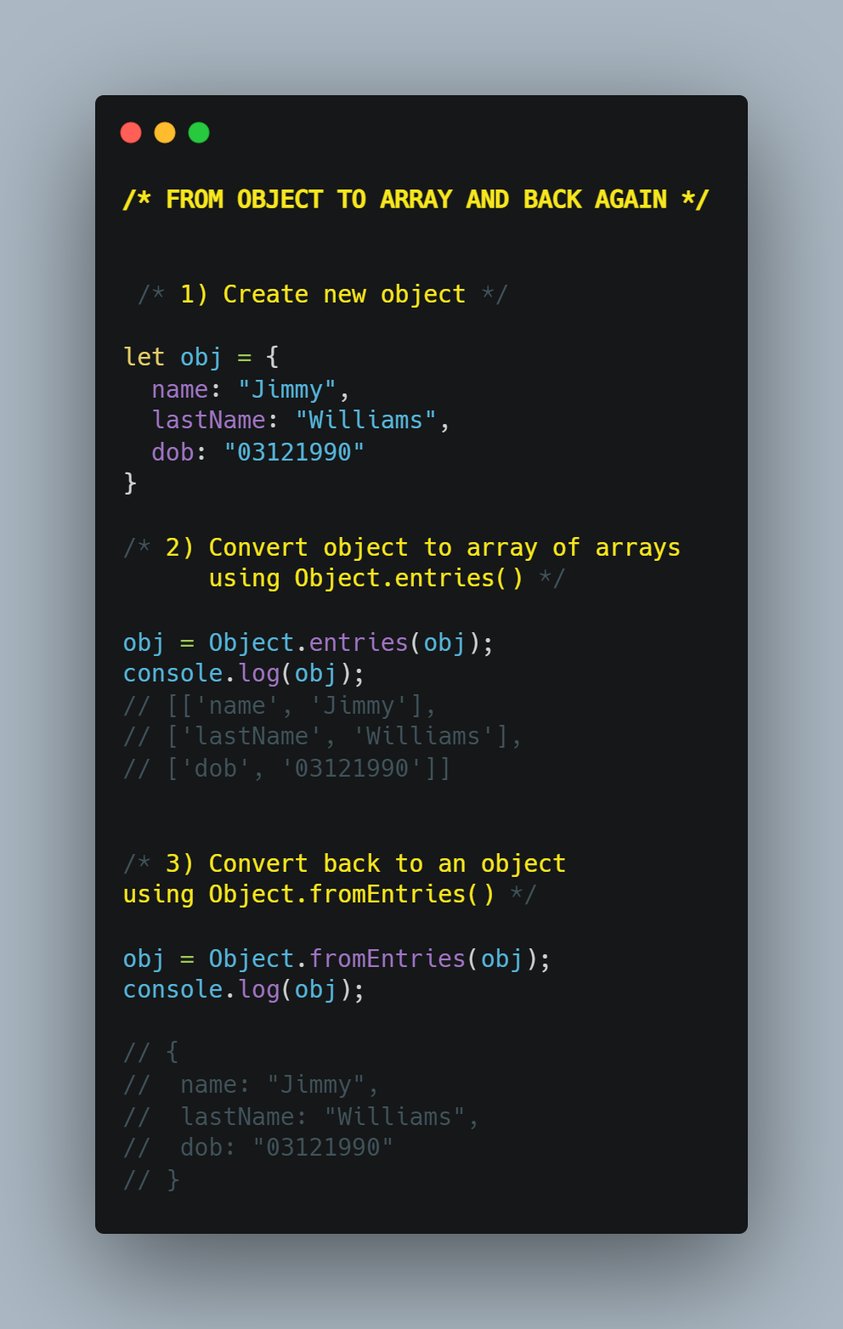 /* FROM OBJECT TO ARRAY AND BACK AGAIN */
/* 1) Create new object */
let obj = {
  name: "Jimmy",
  lastName: "Williams",
  dob: "03121990"
}
/* 2) Convert object to array of arrays
      using Object.entries() */
obj = Object.entries(obj);
console.log(obj);
// [['name', 'Jimmy'],
// ['lastName', 'Williams'],
// ['dob', '03121990']]
/* 3) Convert back to an object
using Object.fromEntries() */
obj = Object.fromEntries(obj);
console.log(obj);
// {
//  name: "Jimmy",
//  lastName: "Williams",
//  dob: "03121990"
// }